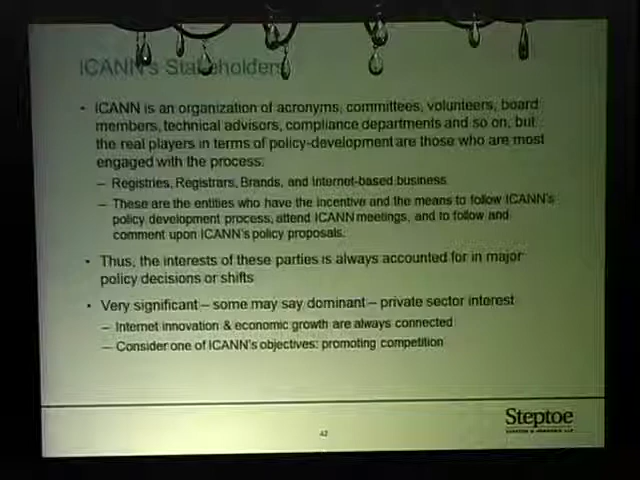 ICANN's Stakeholders
• ICANN is an organization of acronyms, committees, volunteers, board
members, technical advisors, compliance departments and so on, but
the real players in terms of policy-development are those who are most
engaged with the process:
– Registries, Registrars, Brands, and Internet-based business
– These are the entities who have the incentive and the means to follow ICANN's
policy development process, attend ICANN meetings, and to follow and
comment upon ICANN's policy proposals.
• Thus, the interests of these parties is always accounted for in major
policy decisions or shifts
• Very significant – some may say dominant – private sector interest
– Internet innovation & economic growth are always connected
– Consider one of ICANN's objectives: promoting competition
Steptoe
STEPTOE & JOHNSON LLP
42